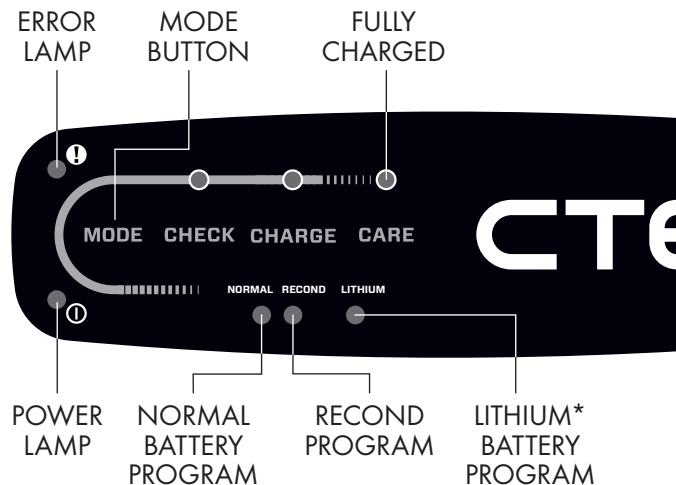 ERROR LAMP
MODE BUTTON
FULLY CHARGED
!
MODE CHECK CHARGE CARE
CTE
NORMAL RECOND LITHIUM
POWER LAMP
NORMAL BATTERY PROGRAM
RECOND PROGRAM
LITHIUM* BATTERY PROGRAM